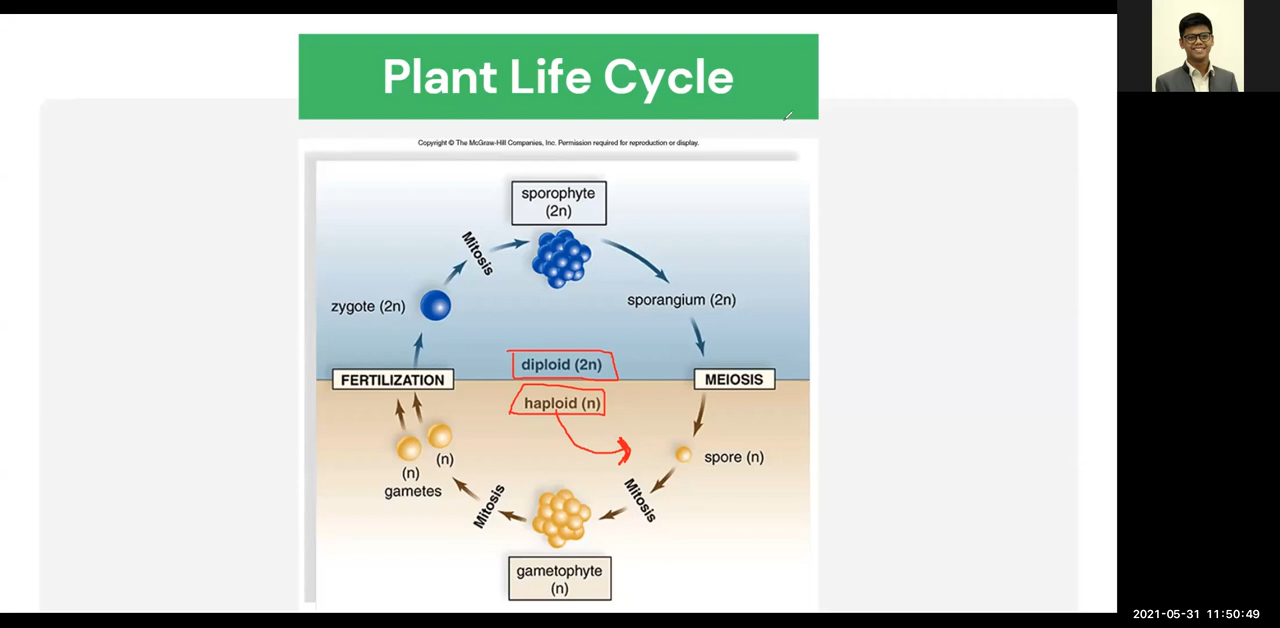 Plant Life Cycle
Copyright © The McGraw-Hill Companies, Inc. Permission required for reproduction or display.
sporophyte
(2n)
Mitosis
zygote (2n)
sporangium (2n)
diploid (2n)
FERTILIZATION
MEIOSIS
haploid (n)
(n)
(n)
gametes
spore (n)
Mitosis
Mitosis
gametophyte
(n)
2021-05-31 11:50:49